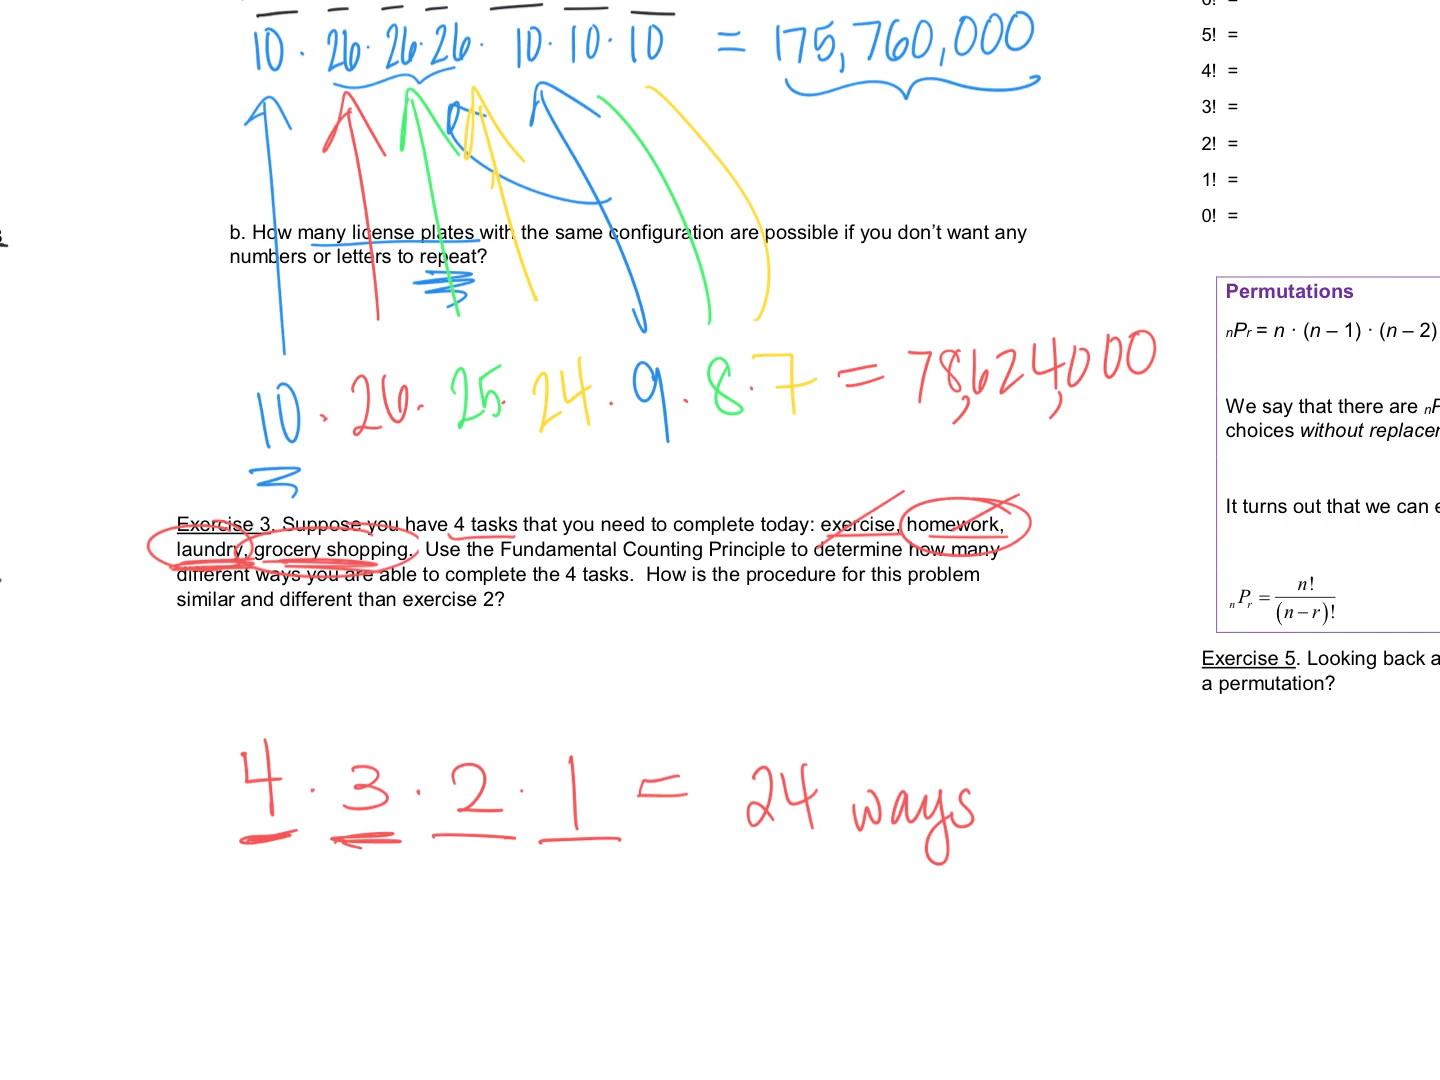 10 · 26 · 26 · 26 · 10 · 10 · 10 = 175,760,000
b. How many license plates with the same configuration are possible if you don't want any
numbers or letters to repeat?
10 · 26 · 25 · 24 · 9 · 8 · 7 = 78,624,000
Exercise 3. Suppose you have 4 tasks that you need to complete today: exercise, homework,
laundry, grocery shopping. Use the Fundamental Counting Principle to determine how many
different ways you are able to complete the 4 tasks. How is the procedure for this problem
similar and different than exercise 2?
4 · 3 · 2 · 1 = 24 ways
5! =
4! =
3! =
2! =
1! =
0! =
Permutations
nPr = n · (n – 1) · (n – 2)
We say that there are nP
choices without replacer
It turns out that we can e
nPr = n! / (n – r)!
Exercise 5. Looking back a
a permutation?